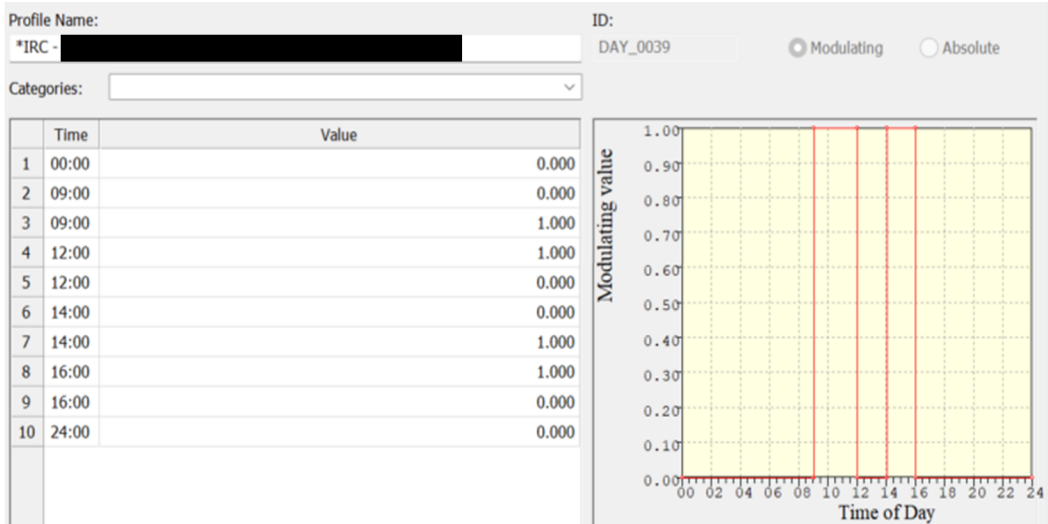 Profile Name:
*IRC -
Categories:
Time Value
1 00:00 0.000
2 09:00 0.000
3 09:00 1.000
4 12:00 1.000
5 12:00 0.000
6 14:00 0.000
7 14:00 1.000
8 16:00 1.000
9 16:00 0.000
10 24:00 0.000
ID:
DAY_0039
Modulating Absolute
Modulating value
1.00
0.90
0.80
0.70
0.60
0.50
0.40
0.30
0.20
0.10
0.00
00 02 04 06 08 10 12 14 16 18 20 22 24
Time of Day